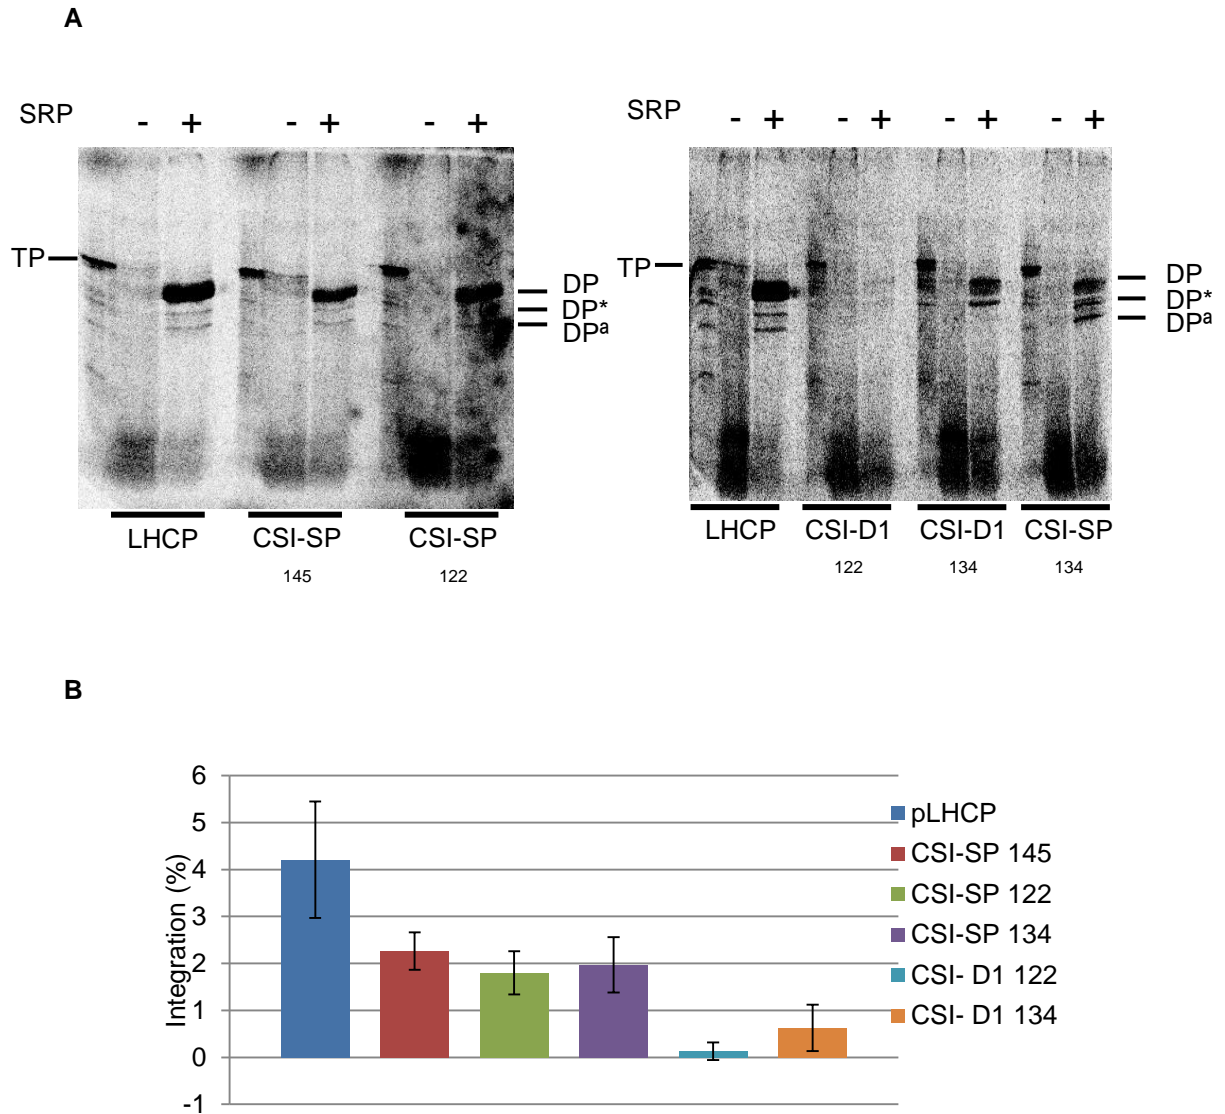 A
SRP - + - + - +
TP
DP
DP*
DPa
LHCP CSI-SP CSI-SP
145 122
SRP - + - + - + - +
TP
DP
DP*
DPa
LHCP CSI-D1 CSI-D1 CSI-SP
122 134 134
B
Integration (%)
6
5
4
3
2
1
0
-1
pLHCP
CSI-SP 145
CSI-SP 122
CSI-SP 134
CSI- D1 122
CSI- D1 134